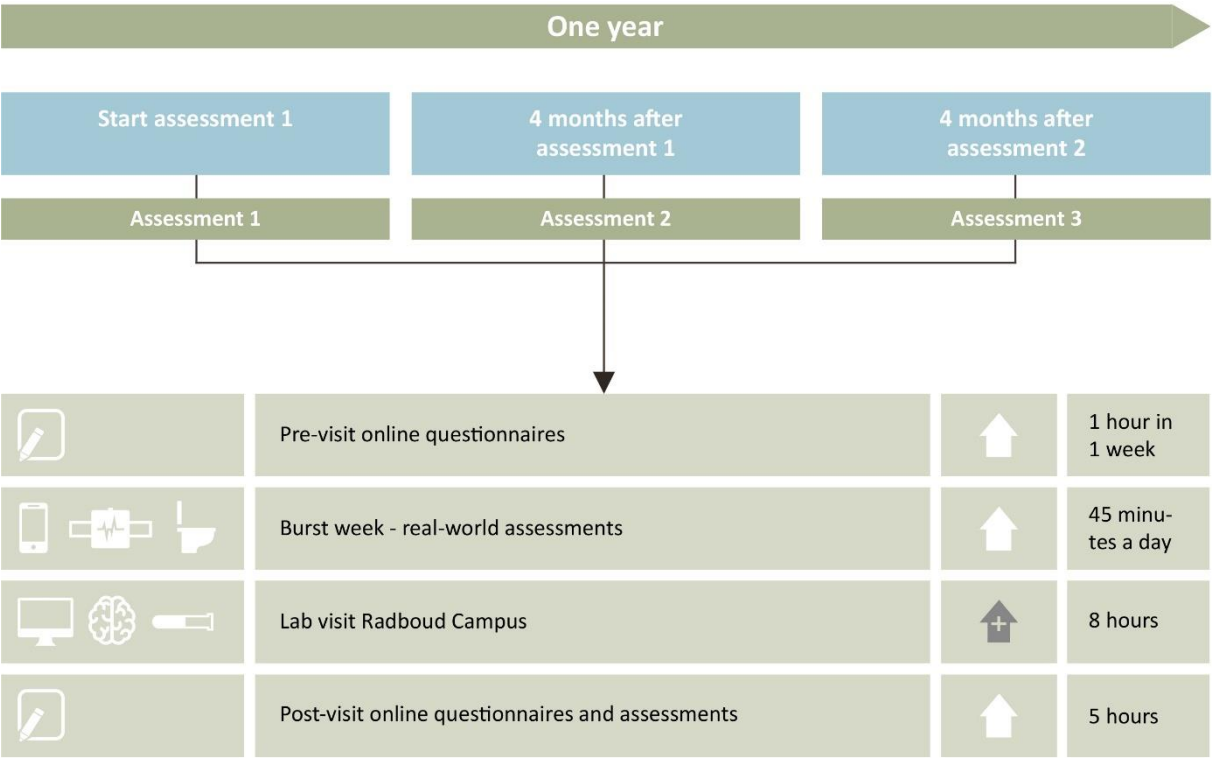 One year
Start assessment 1
4 months after
assessment 1
4 months after
assessment 2
Assessment 1
Assessment 2
Assessment 3
Pre-visit online questionnaires
1 hour in
1 week
Burst week - real-world assessments
45 minu-
tes a day
Lab visit Radboud Campus
8 hours
Post-visit online questionnaires and assessments
5 hours